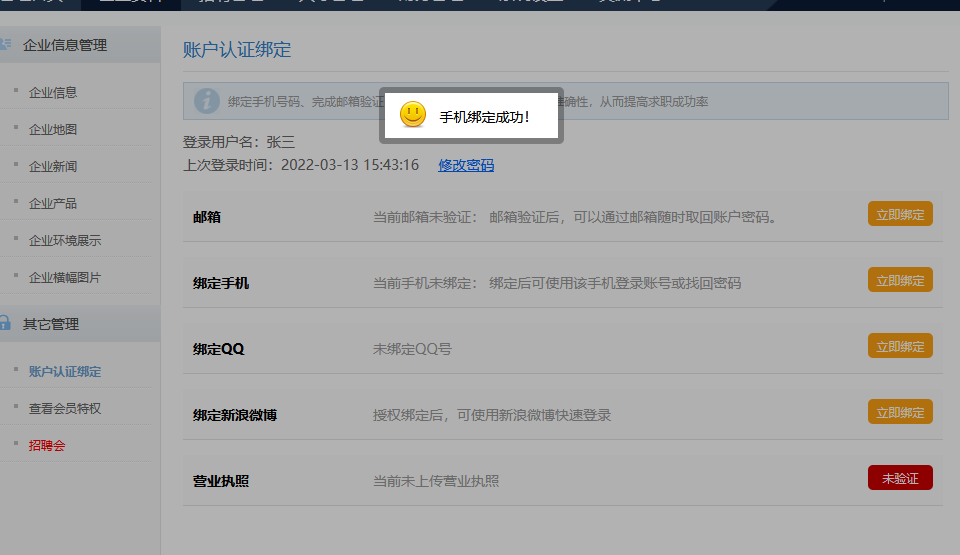 企业信息管理
企业信息
企业地图
企业新闻
企业产品
企业环境展示
企业横幅图片
其它管理
账户认证绑定
查看会员特权
招聘会
账户认证绑定
绑定手机号码、完成邮箱验证
确性，从而提高求职成功率
手机绑定成功！
登录用户名：张三
上次登录时间：2022-03-13 15:43:16 修改密码
邮箱 当前邮箱未验证： 邮箱验证后，可以通过邮箱随时取回账户密码。 立即绑定
绑定手机 当前手机未绑定： 绑定后可使用该手机登录账号或找回密码 立即绑定
绑定QQ 未绑定QQ号 立即绑定
绑定新浪微博 授权绑定后，可使用新浪微博快速登录 立即绑定
营业执照 当前未上传营业执照 未验证